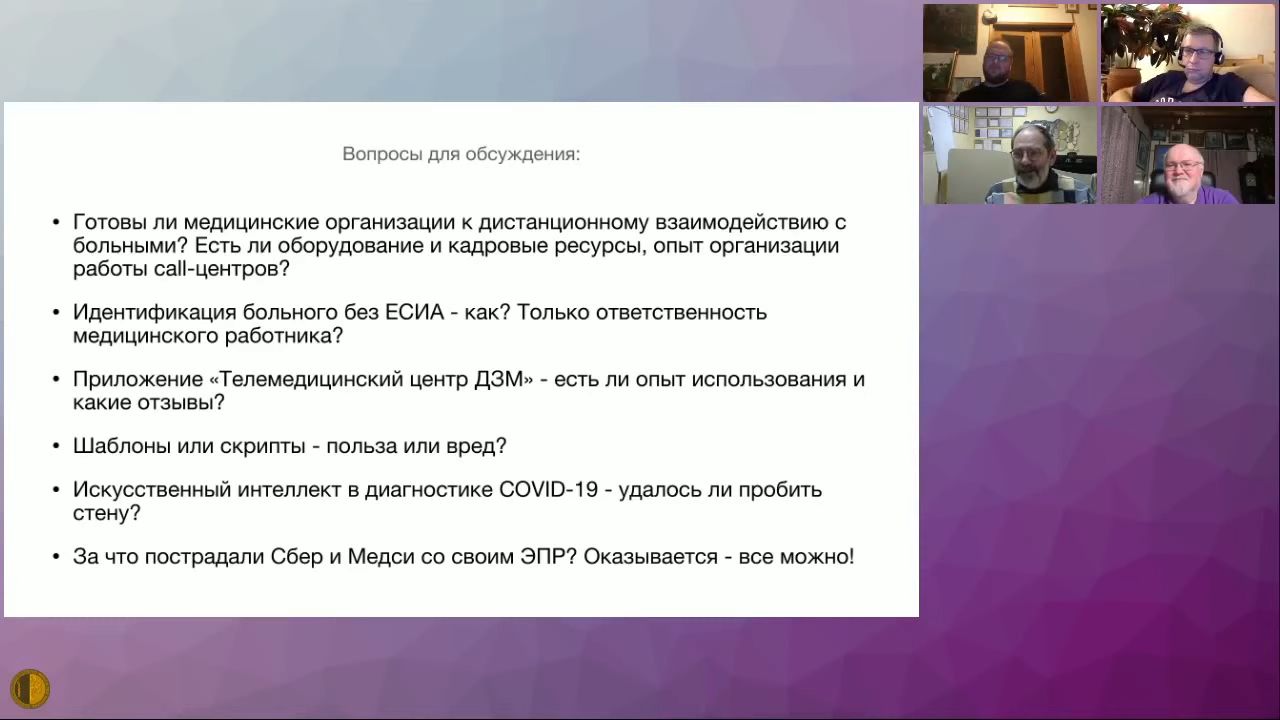 Вопросы для обсуждения:
• Готовы ли медицинские организации к дистанционному взаимодействию с
больными? Есть ли оборудование и кадровые ресурсы, опыт организации
работы call-центров?
• Идентификация больного без ЕСИА - как? Только ответственность
медицинского работника?
• Приложение «Телемедицинский центр ДЗМ» - есть ли опыт использования и
какие отзывы?
• Шаблоны или скрипты - польза или вред?
• Искусственный интеллект в диагностике COVID-19 - удалось ли пробить
стену?
• За что пострадали Сбер и Медси со своим ЭПР? Оказывается - все можно!